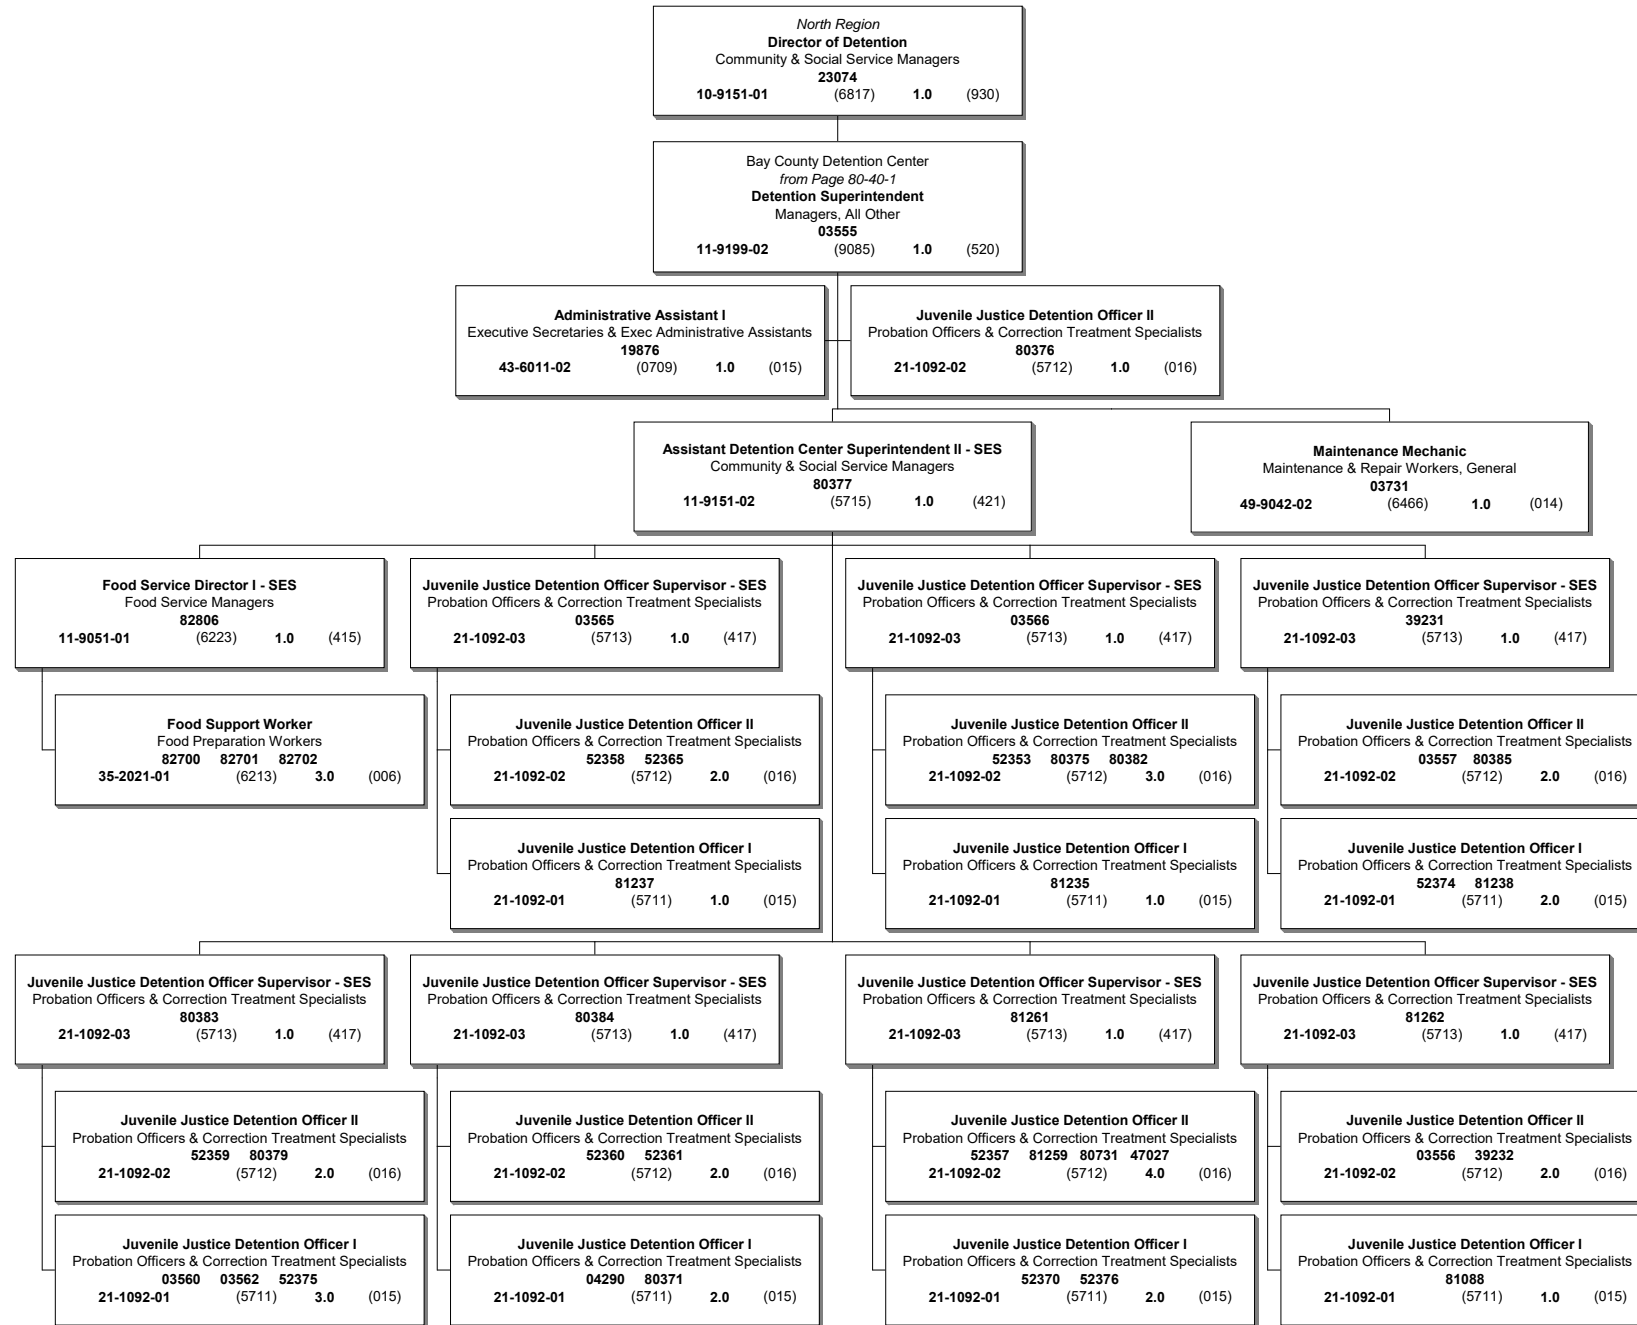 North Region
Director of Detention
Community & Social Service Managers
23074
10-9151-01 (6817) 1.0 (930)
Bay County Detention Center
from Page 80-40-1
Detention Superintendent
Managers, All Other
03555
11-9199-02 (9085) 1.0 (520)
Administrative Assistant I
Executive Secretaries & Exec Administrative Assistants
19876
43-6011-02 (0709) 1.0 (015)
Juvenile Justice Detention Officer II
Probation Officers & Correction Treatment Specialists
80376
21-1092-02 (5712) 1.0 (016)
Assistant Detention Center Superintendent II - SES
Community & Social Service Managers
80377
11-9151-02 (5715) 1.0 (421)
Maintenance Mechanic
Maintenance & Repair Workers, General
03731
49-9042-02 (6466) 1.0 (014)
Food Service Director I - SES
Food Service Managers
82806
11-9051-01 (6223) 1.0 (415)
Juvenile Justice Detention Officer Supervisor - SES
Probation Officers & Correction Treatment Specialists
03565
21-1092-03 (5713) 1.0 (417)
Juvenile Justice Detention Officer Supervisor - SES
Probation Officers & Correction Treatment Specialists
03566
21-1092-03 (5713) 1.0 (417)
Juvenile Justice Detention Officer Supervisor - SES
Probation Officers & Correction Treatment Specialists
39231
21-1092-03 (5713) 1.0 (417)
Food Support Worker
Food Preparation Workers
82700 82701 82702
35-2021-01 (6213) 3.0 (006)
Juvenile Justice Detention Officer II
Probation Officers & Correction Treatment Specialists
52358 52365
21-1092-02 (5712) 2.0 (016)
Juvenile Justice Detention Officer II
Probation Officers & Correction Treatment Specialists
52353 80375 80382
21-1092-02 (5712) 3.0 (016)
Juvenile Justice Detention Officer II
Probation Officers & Correction Treatment Specialists
03557 80385
21-1092-02 (5712) 2.0 (016)
Juvenile Justice Detention Officer I
Probation Officers & Correction Treatment Specialists
81237
21-1092-01 (5711) 1.0 (015)
Juvenile Justice Detention Officer I
Probation Officers & Correction Treatment Specialists
81235
21-1092-01 (5711) 1.0 (015)
Juvenile Justice Detention Officer I
Probation Officers & Correction Treatment Specialists
52374 81238
21-1092-01 (5711) 2.0 (015)
Juvenile Justice Detention Officer Supervisor - SES
Probation Officers & Correction Treatment Specialists
80383
21-1092-03 (5713) 1.0 (417)
Juvenile Justice Detention Officer Supervisor - SES
Probation Officers & Correction Treatment Specialists
80384
21-1092-03 (5713) 1.0 (417)
Juvenile Justice Detention Officer Supervisor - SES
Probation Officers & Correction Treatment Specialists
81261
21-1092-03 (5713) 1.0 (417)
Juvenile Justice Detention Officer Supervisor - SES
Probation Officers & Correction Treatment Specialists
81262
21-1092-03 (5713) 1.0 (417)
Juvenile Justice Detention Officer II
Probation Officers & Correction Treatment Specialists
52359 80379
21-1092-02 (5712) 2.0 (016)
Juvenile Justice Detention Officer II
Probation Officers & Correction Treatment Specialists
52360 52361
21-1092-02 (5712) 2.0 (016)
Juvenile Justice Detention Officer II
Probation Officers & Correction Treatment Specialists
52357 81259 80731 47027
21-1092-02 (5712) 4.0 (016)
Juvenile Justice Detention Officer II
Probation Officers & Correction Treatment Specialists
03556 39232
21-1092-02 (5712) 2.0 (016)
Juvenile Justice Detention Officer I
Probation Officers & Correction Treatment Specialists
03560 03562 52375
21-1092-01 (5711) 3.0 (015)
Juvenile Justice Detention Officer I
Probation Officers & Correction Treatment Specialists
04290 80371
21-1092-01 (5711) 2.0 (015)
Juvenile Justice Detention Officer I
Probation Officers & Correction Treatment Specialists
52370 52376
21-1092-01 (5711) 2.0 (015)
Juvenile Justice Detention Officer I
Probation Officers & Correction Treatment Specialists
81088
21-1092-01 (5711) 1.0 (015)